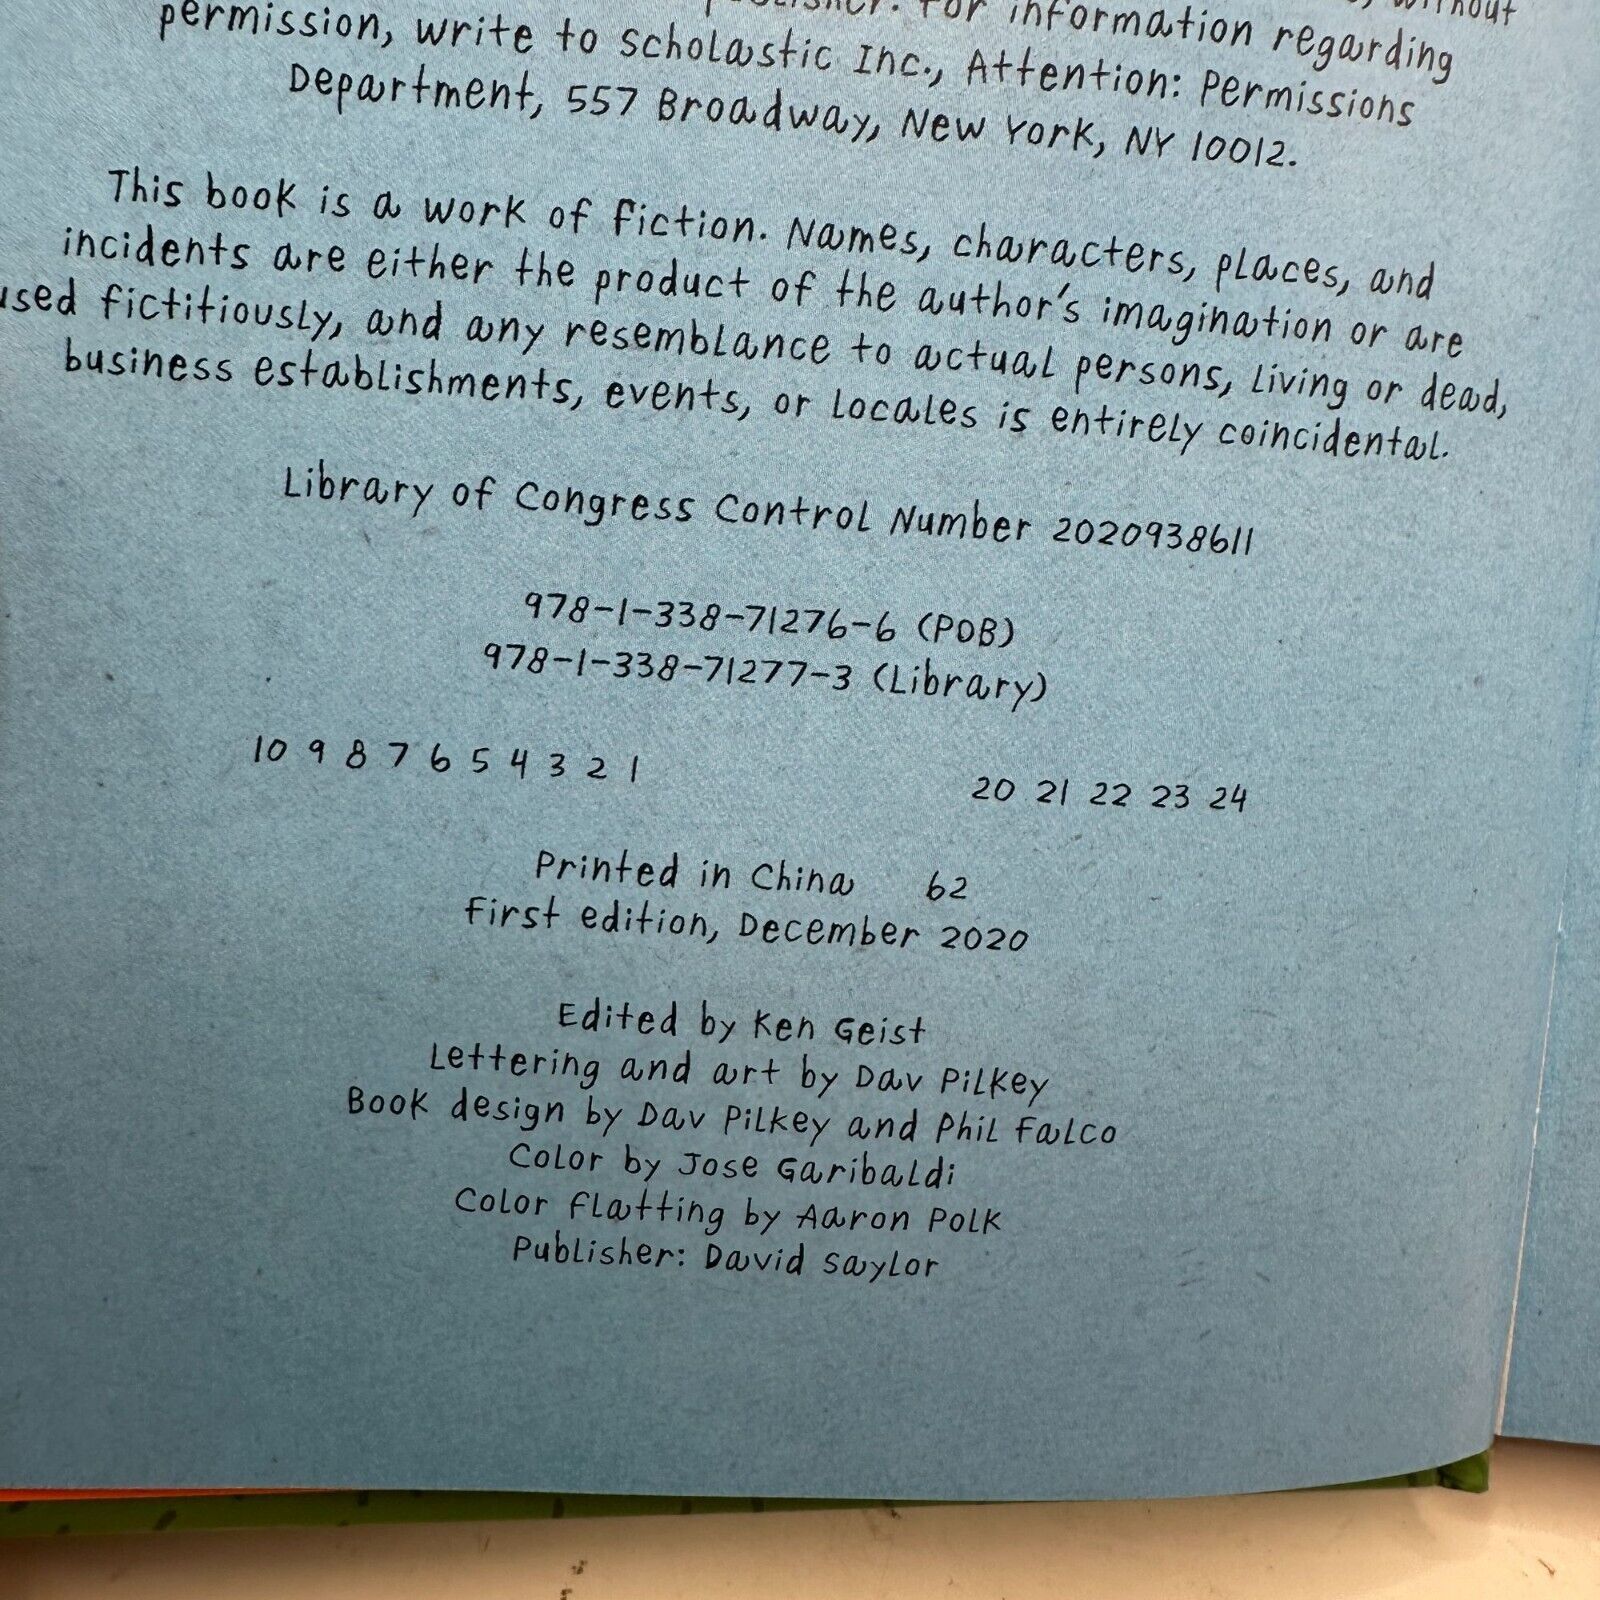 publisher. For information regarding without
permission, write to Scholastic Inc., Attention: Permissions
Department, 557 Broadway, New York, NY 10012.
This book is a work of fiction. Names, characters, places, and
incidents are either the product of the author's imagination or are
used fictitiously, and any resemblance to actual persons, living or dead,
business establishments, events, or locales is entirely coincidental.
Library of Congress Control Number 2020938611
978-1-338-71276-6 (POB)
978-1-338-71277-3 (Library)
10 9 8 7 6 5 4 3 2 1 20 21 22 23 24
Printed in China 62
First edition, December 2020
Edited by Ken Geist
Lettering and art by Dav Pilkey
Book design by Dav Pilkey and Phil Falco
Color by Jose Garibaldi
Color flatting by Aaron Polk
Publisher: David Saylor